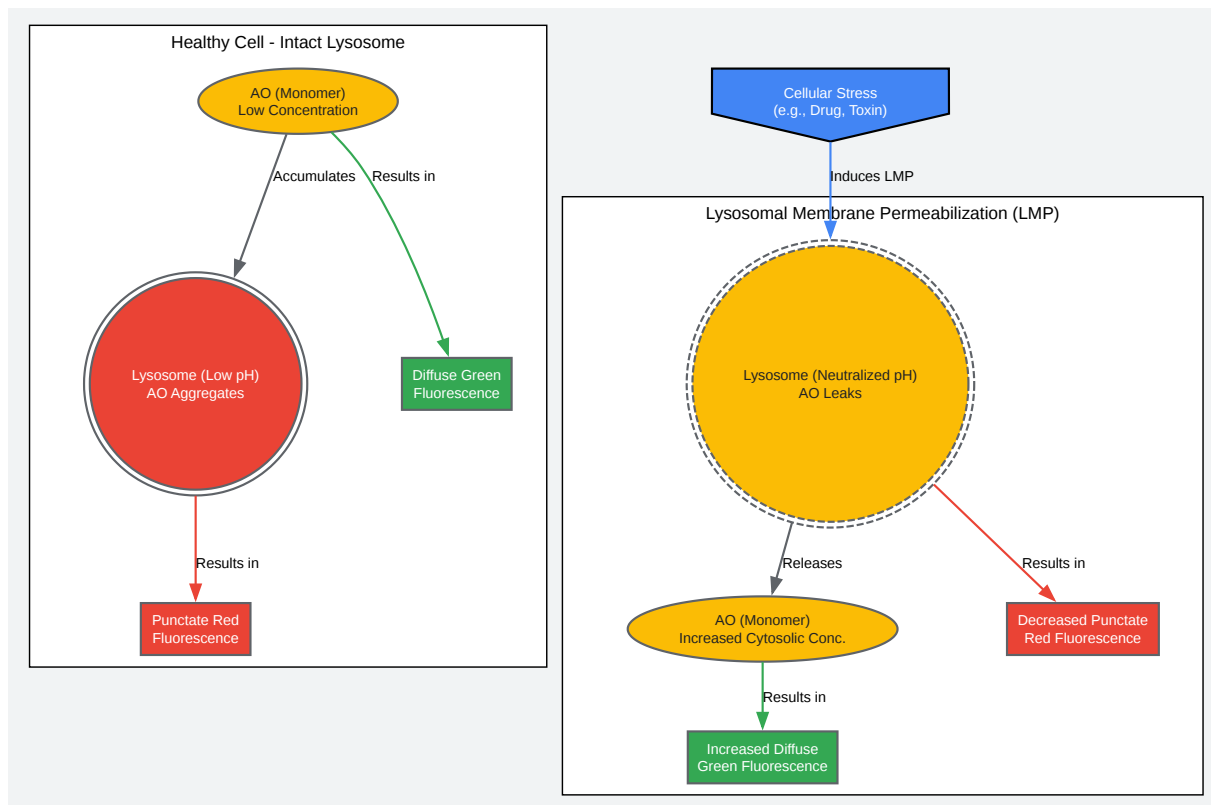 Healthy Cell - Intact Lysosome
AO (Monomer)
Low Concentration
Accumulates
Results in
Lysosome (Low pH)
AO Aggregates
Diffuse Green
Fluorescence
Results in
Punctate Red
Fluorescence
Cellular Stress
(e.g., Drug, Toxin)
Induces LMP
Lysosomal Membrane Permeabilization (LMP)
Lysosome (Neutralized pH)
AO Leaks
Releases
Results in
AO (Monomer)
Increased Cytosolic Conc.
Decreased Punctate
Red Fluorescence
Results in
Increased Diffuse
Green Fluorescence